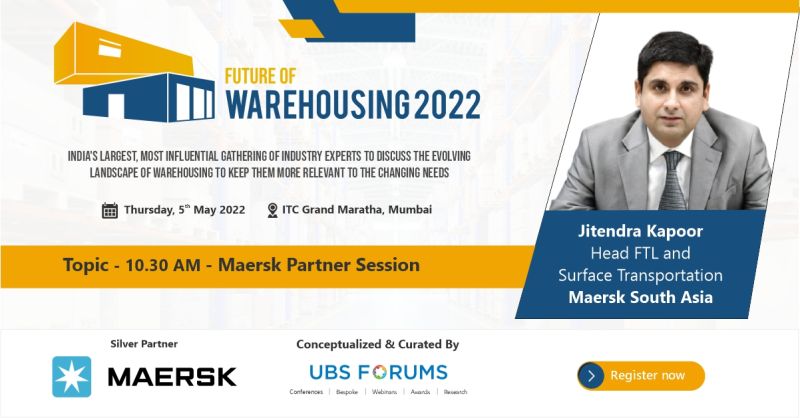 FUTURE OF
WAREHOUSING 2022
INDIA'S LARGEST, MOST INFLUENTIAL GATHERING OF INDUSTRY EXPERTS TO DISCUSS THE EVOLVING
LANDSCAPE OF WAREHOUSING TO KEEP THEM MORE RELEVANT TO THE CHANGING NEEDS
Thursday, 5th May 2022
ITC Grand Maratha, Mumbai
Topic - 10.30 AM - Maersk Partner Session
Jitendra Kapoor
Head FTL and
Surface Transportation
Maersk South Asia
Silver Partner
MAERSK
Conceptualized & Curated By
UBS FORUMS
Conferences | Bespoke | Webinars | Awards | Research
Register now